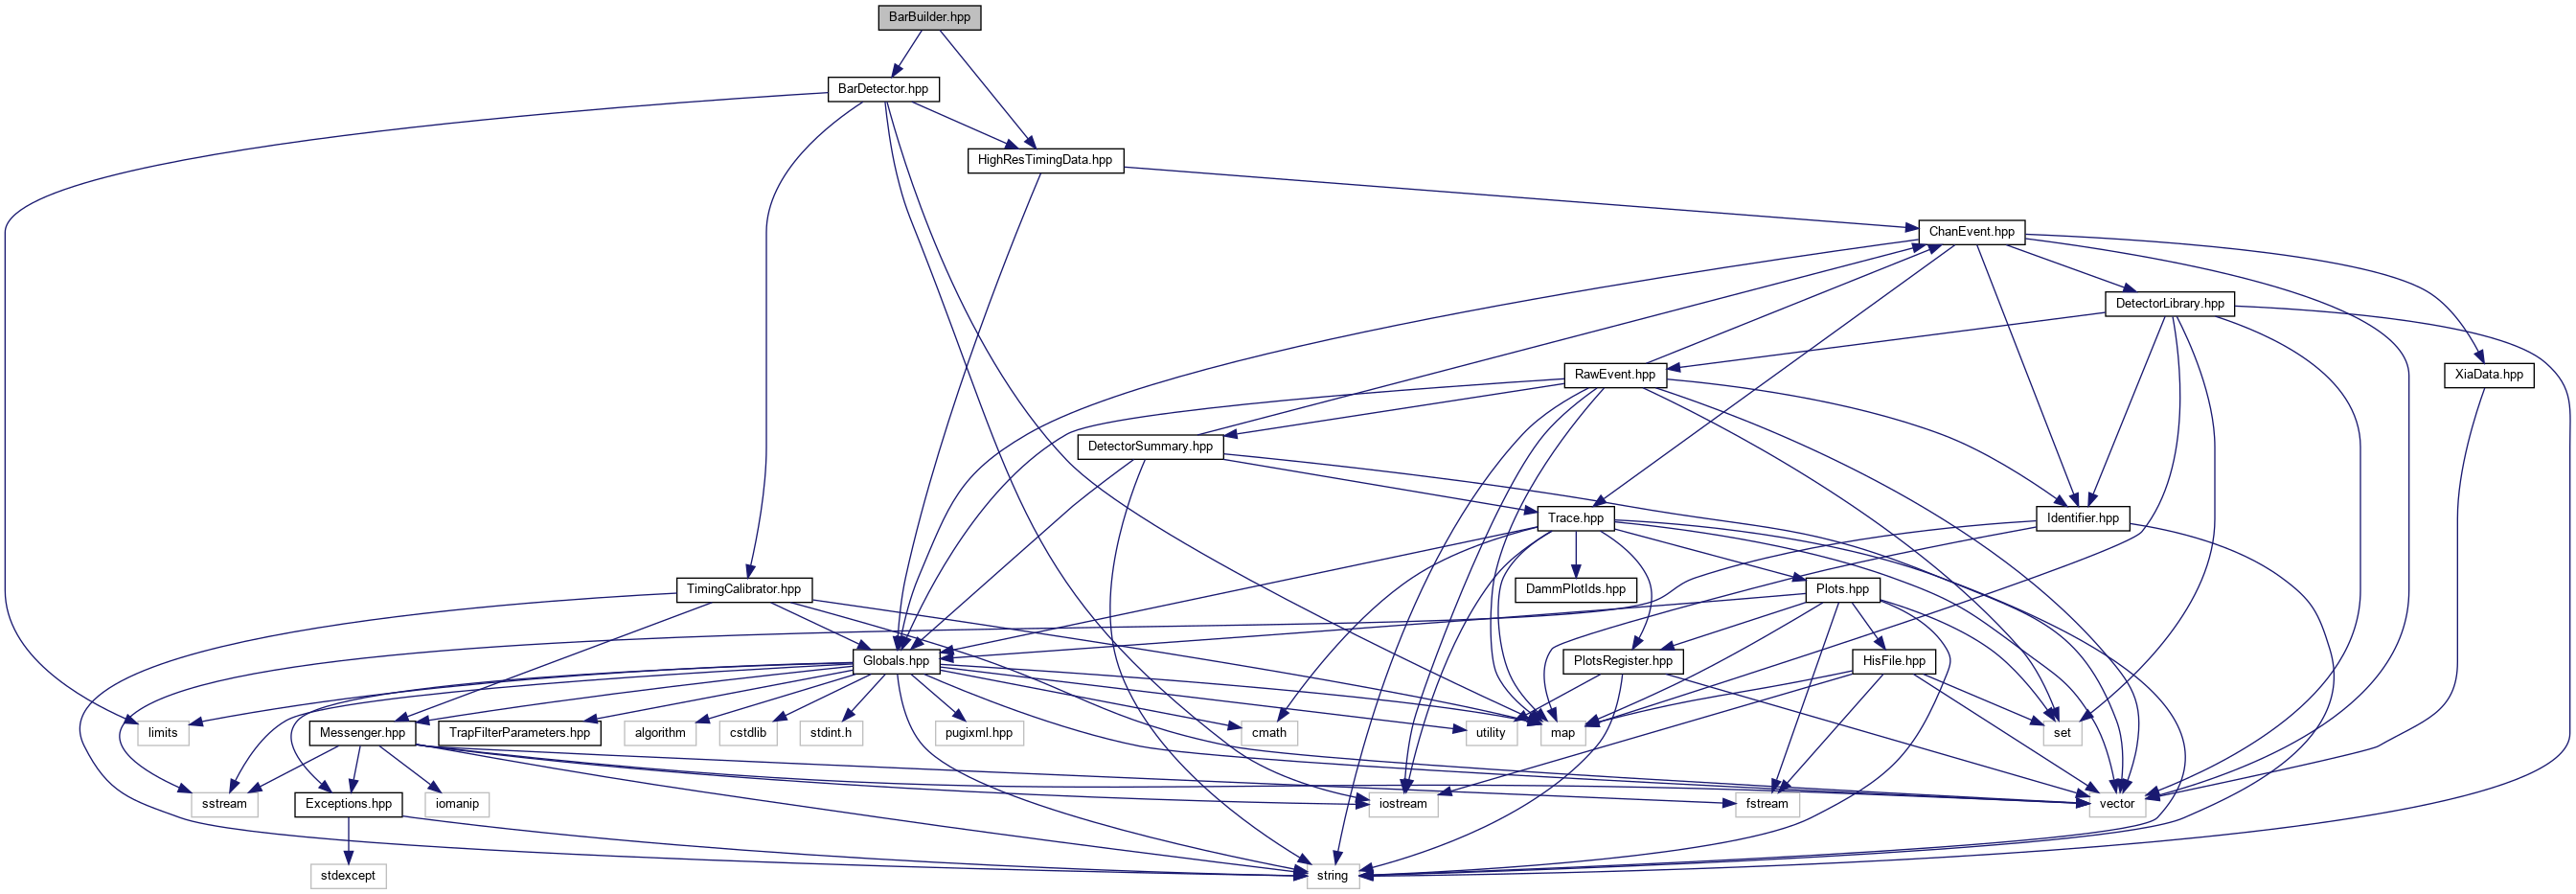 BarBuilder.hpp
BarDetector.hpp
HighResTimingData.hpp
ChanEvent.hpp
DetectorLibrary.hpp
RawEvent.hpp
XiaData.hpp
DetectorSummary.hpp
Trace.hpp
Identifier.hpp
TimingCalibrator.hpp
DammPlotIds.hpp
Plots.hpp
Globals.hpp
PlotsRegister.hpp
HisFile.hpp
limits
Messenger.hpp
TrapFilterParameters.hpp
algorithm
cstdlib
stdint.h
pugixml.hpp
cmath
utility
map
set
sstream
Exceptions.hpp
iomanip
iostream
fstream
vector
stdexcept
string